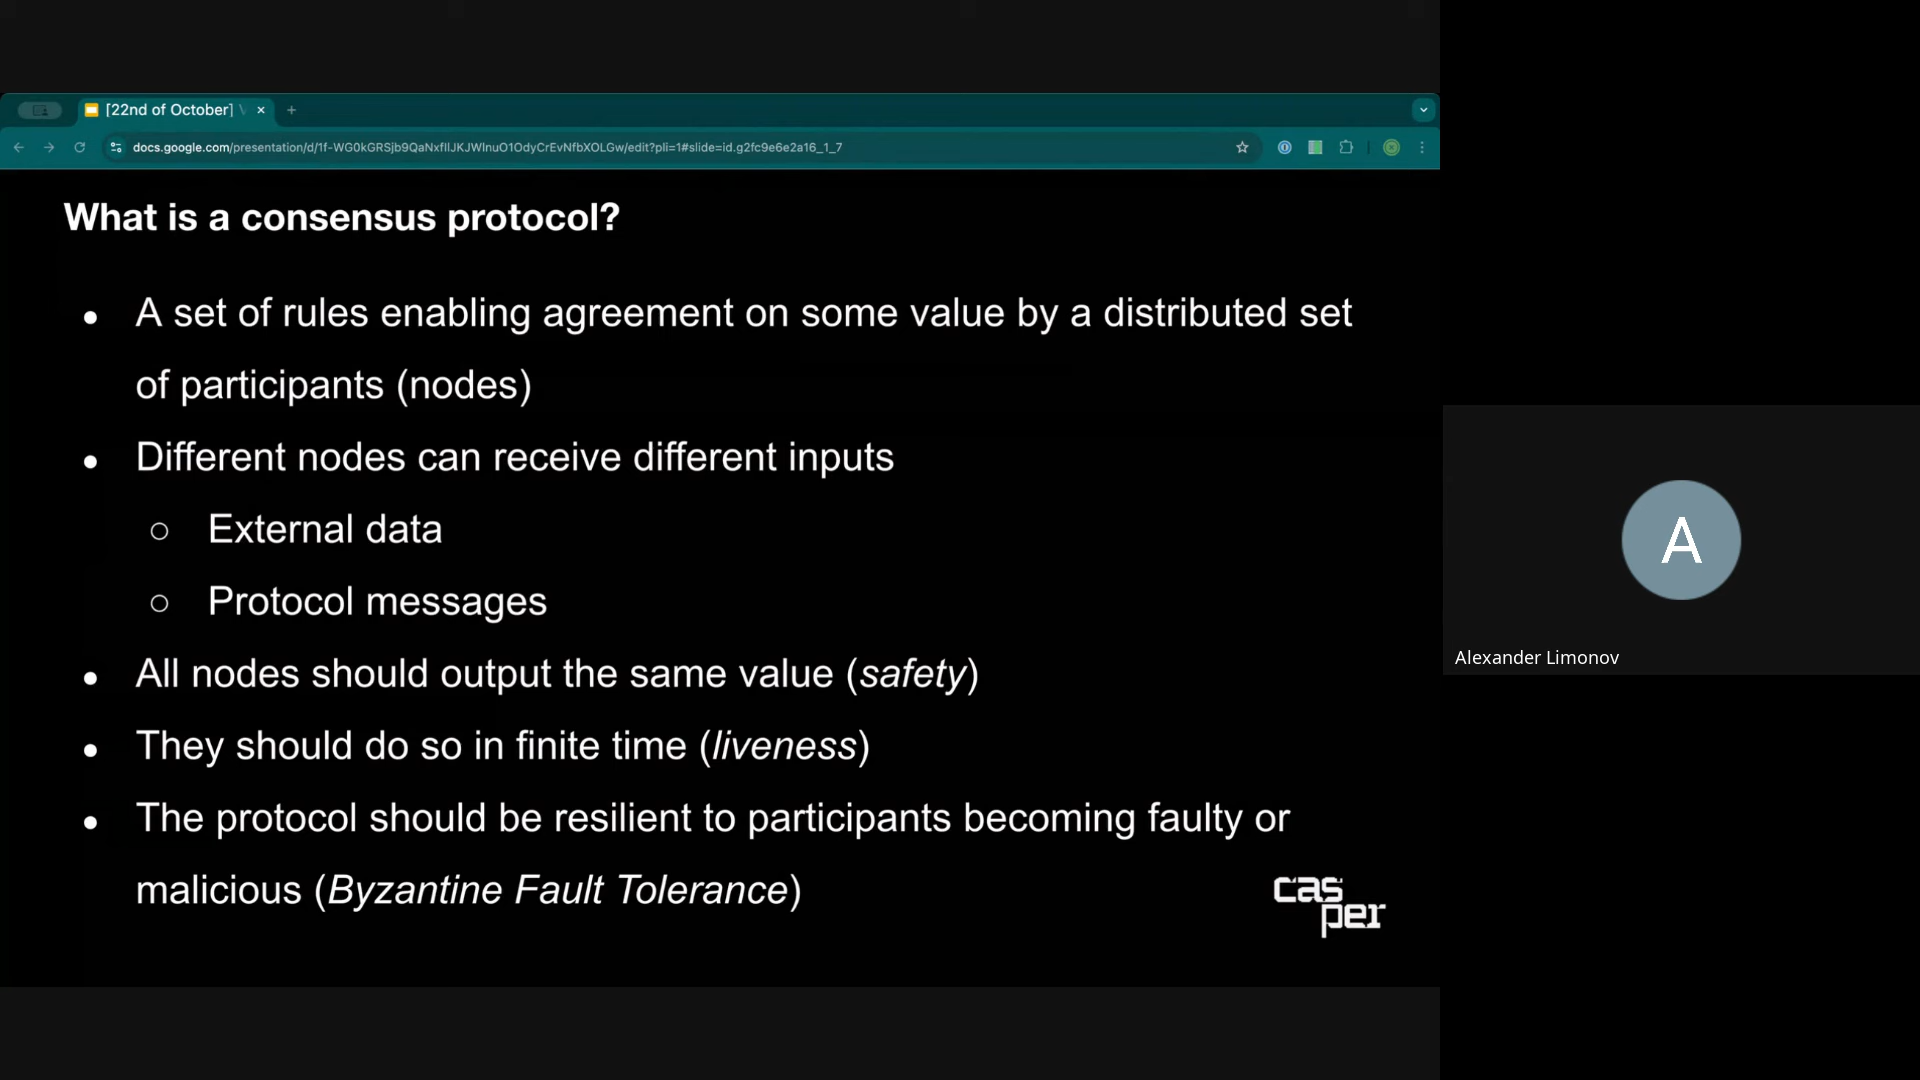 [22nd of October]
docs.google.com/presentation/d/1f-WG0kGRSjb9QaNxfIlJKJWlnuO1OdyCrEvNfbXOLGw/edit?pli=1#slide=id.g2fc9e6e2a16_1_7
What is a consensus protocol?
● A set of rules enabling agreement on some value by a distributed set
of participants (nodes)
● Different nodes can receive different inputs
○ External data
○ Protocol messages
● All nodes should output the same value (safety)
● They should do so in finite time (liveness)
● The protocol should be resilient to participants becoming faulty or
malicious (Byzantine Fault Tolerance)
cas
per
A
Alexander Limonov